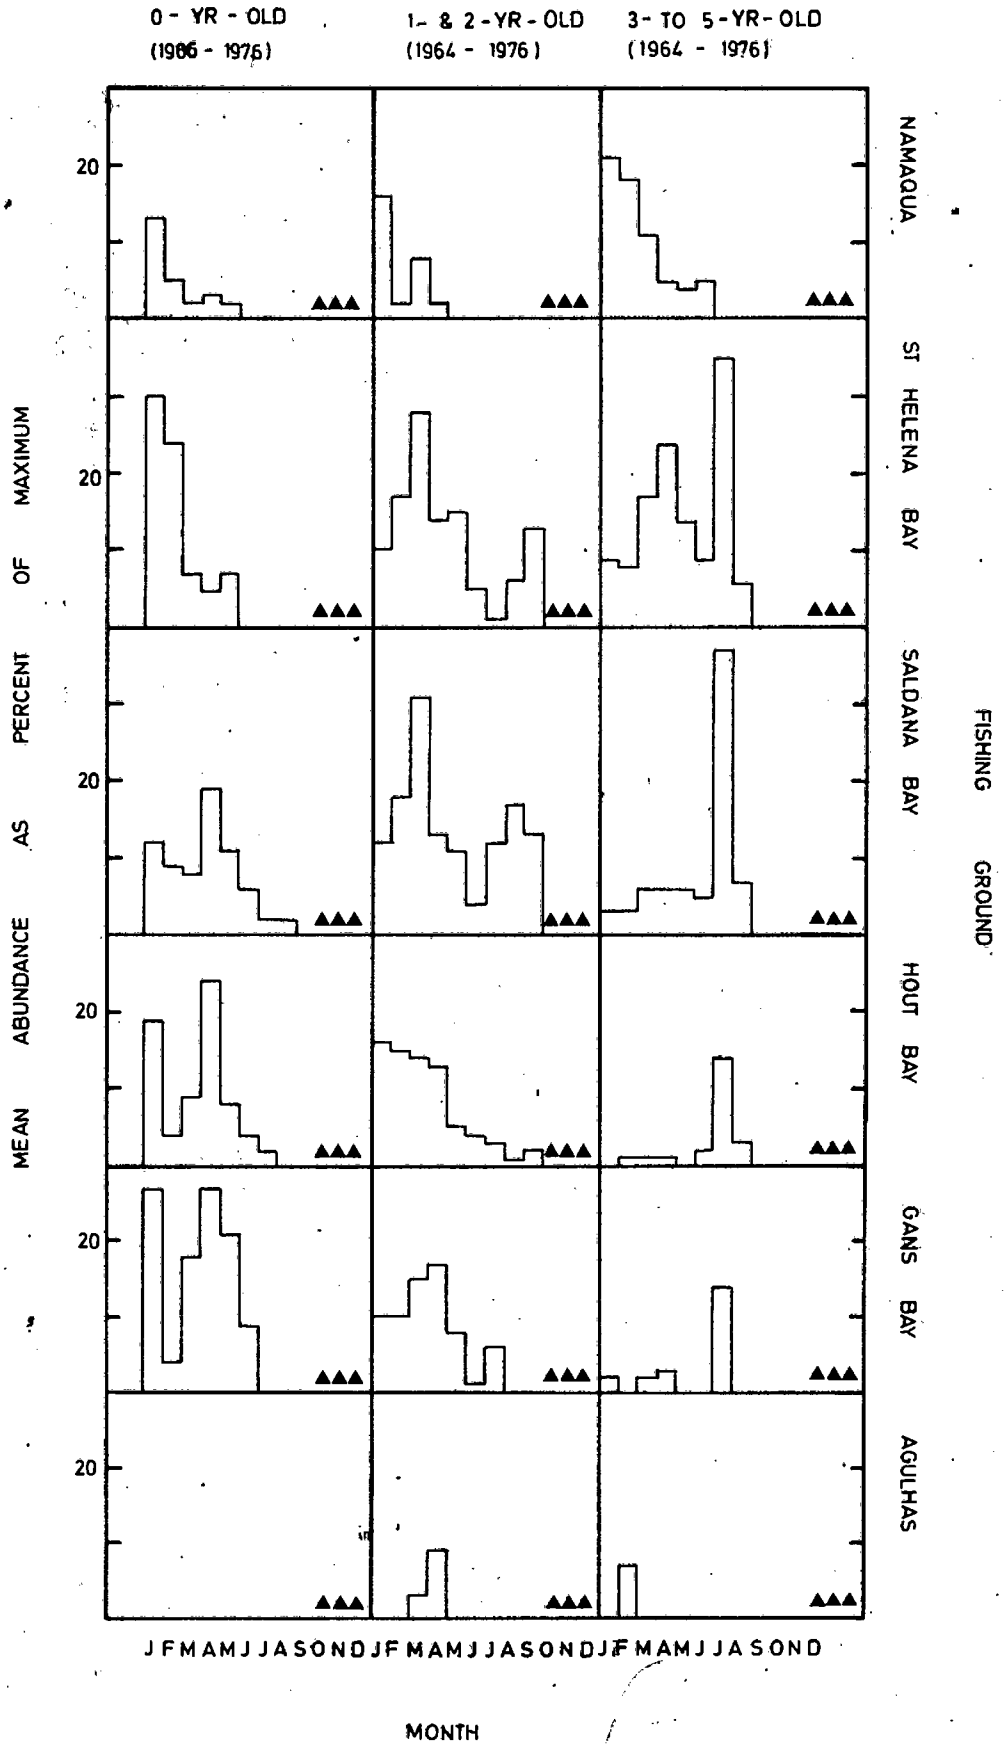 0 - YR - OLD
1- & 2 - YR - OLD
3 - TO 5 - YR - OLD
(1964 - 1976)
(1964 - 1976)
MEAN ABUNDANCE AS PERCENT OF MAXIMUM
20
20
20
20
20
20
NAMAQUA
ST HELENA BAY
SALDANA BAY
HOUT BAY
GANS BAY
AGULHAS
FISHING GROUND
J F M A M J J A S O N D
J F M A M J J A S O N D
J F M A M J J A S O N D
MONTH